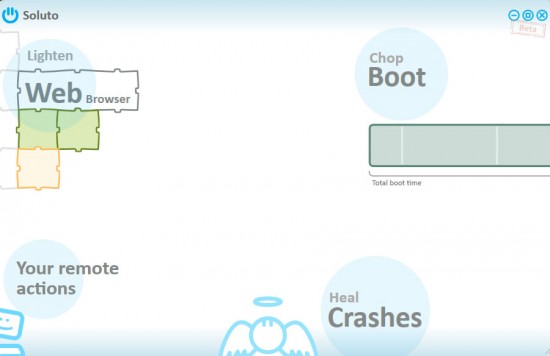 Soluto
Beta
Lighten
Web Browser
Chop
Boot
Total boot time
Your remote
actions
Heal
Crashes